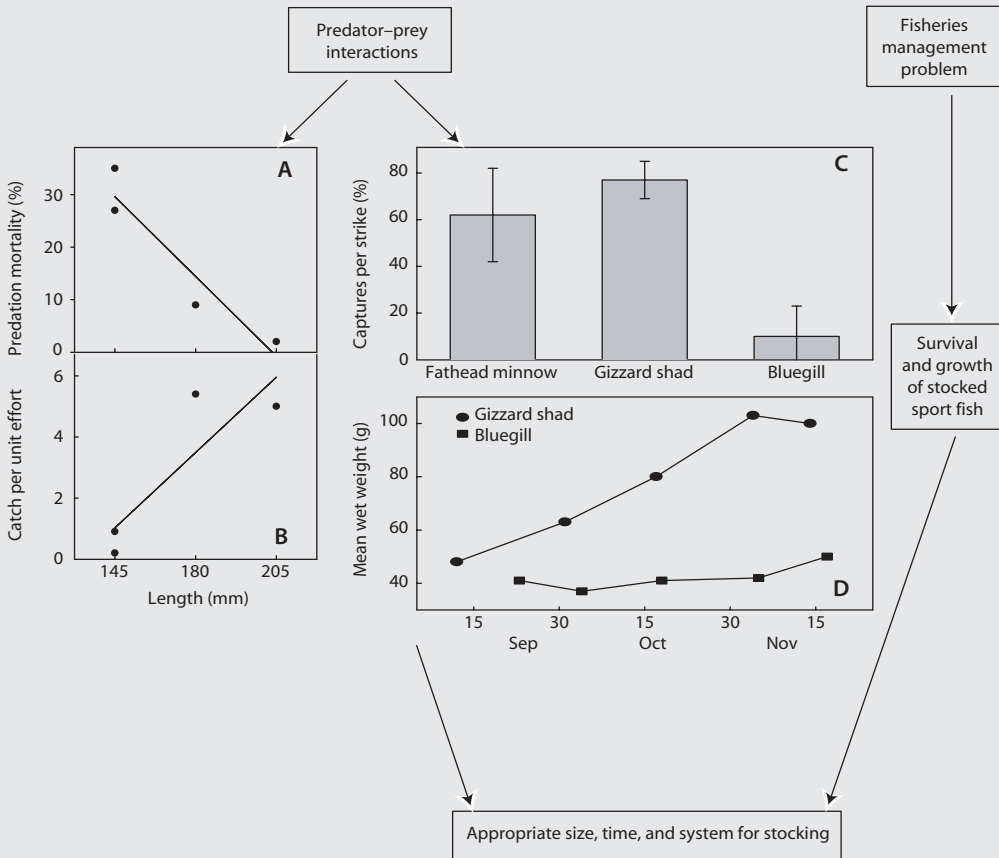 Predator–prey
interactions
Fisheries
management
problem
A
Predation mortality (%)
30
20
10
0
B
Catch per unit effort
6
4
2
0
145 180 205
Length (mm)
C
Captures per strike (%)
80
60
40
20
0
Fathead minnow Gizzard shad Bluegill
Survival
and growth
of stocked
sport fish
Gizzard shad
Bluegill
D
Mean wet weight (g)
100
80
60
40
15 30 15 30 15
Sep Oct Nov
Appropriate size, time, and system for stocking